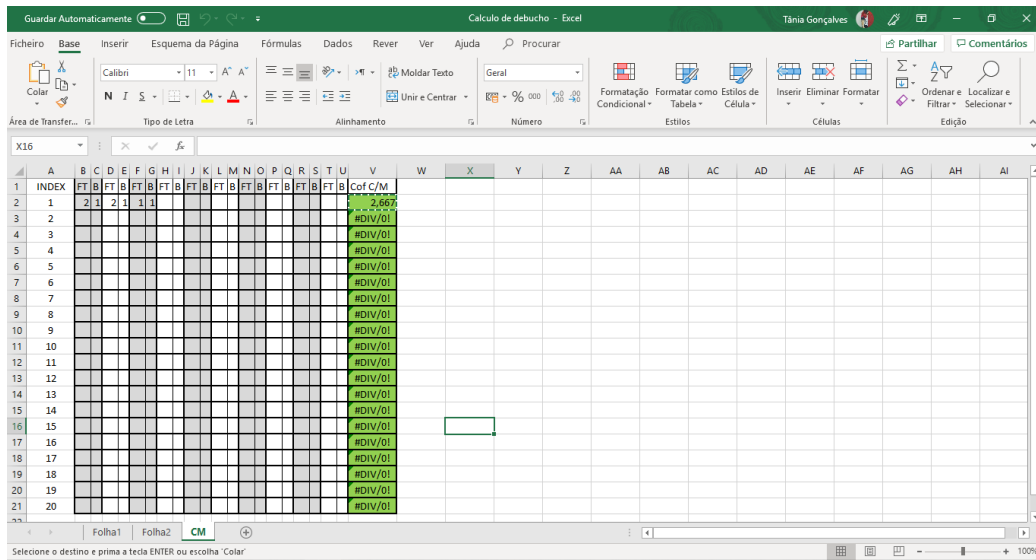 Guardar Automaticamente Calculo de debucho - Excel Tânia Gonçalves
Ficheiro Base Inserir Esquema da Página Fórmulas Dados Rever Ver Ajuda Procurar Partilhar Comentários
Colar Calibri 11 A^ A˅ Moldar Texto Geral Formatação Condicional Formatar como Tabela Estilos de Célula Inserir Eliminar Formatar Ordenar e Filtrar Localizar e Selecionar
N I S A Unir e Centrar % 000
Área de Transfer... Tipo de Letra Alinhamento Número Estilos Células Edição
X16 fx
A B C D E F G H I J K L M N O P Q R S T U V W X Y Z AA AB AC AD AE AF AG AH AI
1 INDEX FT B FT B FT B FT B FT B FT B FT B FT B FT B FT B Cof C/M
2 1 2 1 2 1 1 1 2,667
3 2 #DIV/0!
4 3 #DIV/0!
5 4 #DIV/0!
6 5 #DIV/0!
7 6 #DIV/0!
8 7 #DIV/0!
9 8 #DIV/0!
10 9 #DIV/0!
11 10 #DIV/0!
12 11 #DIV/0!
13 12 #DIV/0!
14 13 #DIV/0!
15 14 #DIV/0!
16 15 #DIV/0!
17 16 #DIV/0!
18 17 #DIV/0!
19 18 #DIV/0!
20 19 #DIV/0!
21 20 #DIV/0!
Folha1 Folha2 CM
Selecione o destino e prima a tecla ENTER ou escolha 'Colar' 100%